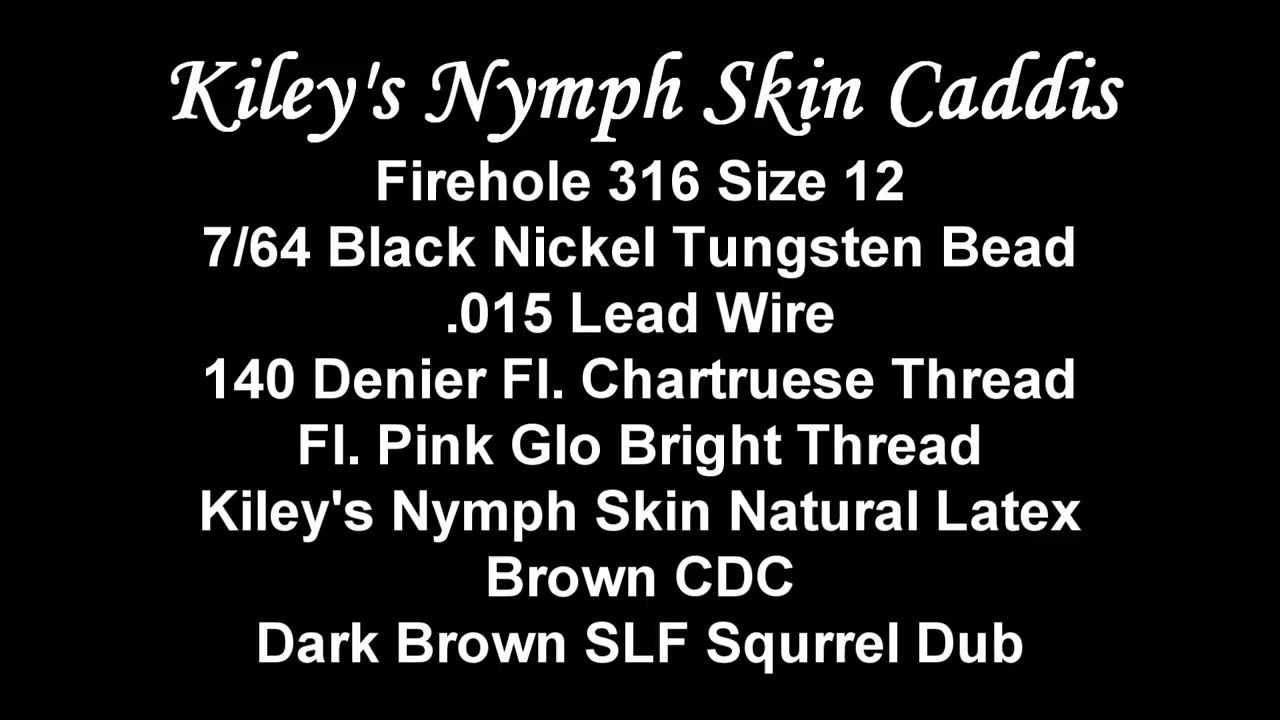 Kiley's Nymph Skin Caddis
Firehole 316 Size 12
7/64 Black Nickel Tungsten Bead
.015 Lead Wire
140 Denier Fl. Chartruese Thread
Fl. Pink Glo Bright Thread
Kiley's Nymph Skin Natural Latex
Brown CDC
Dark Brown SLF Squrrel Dub